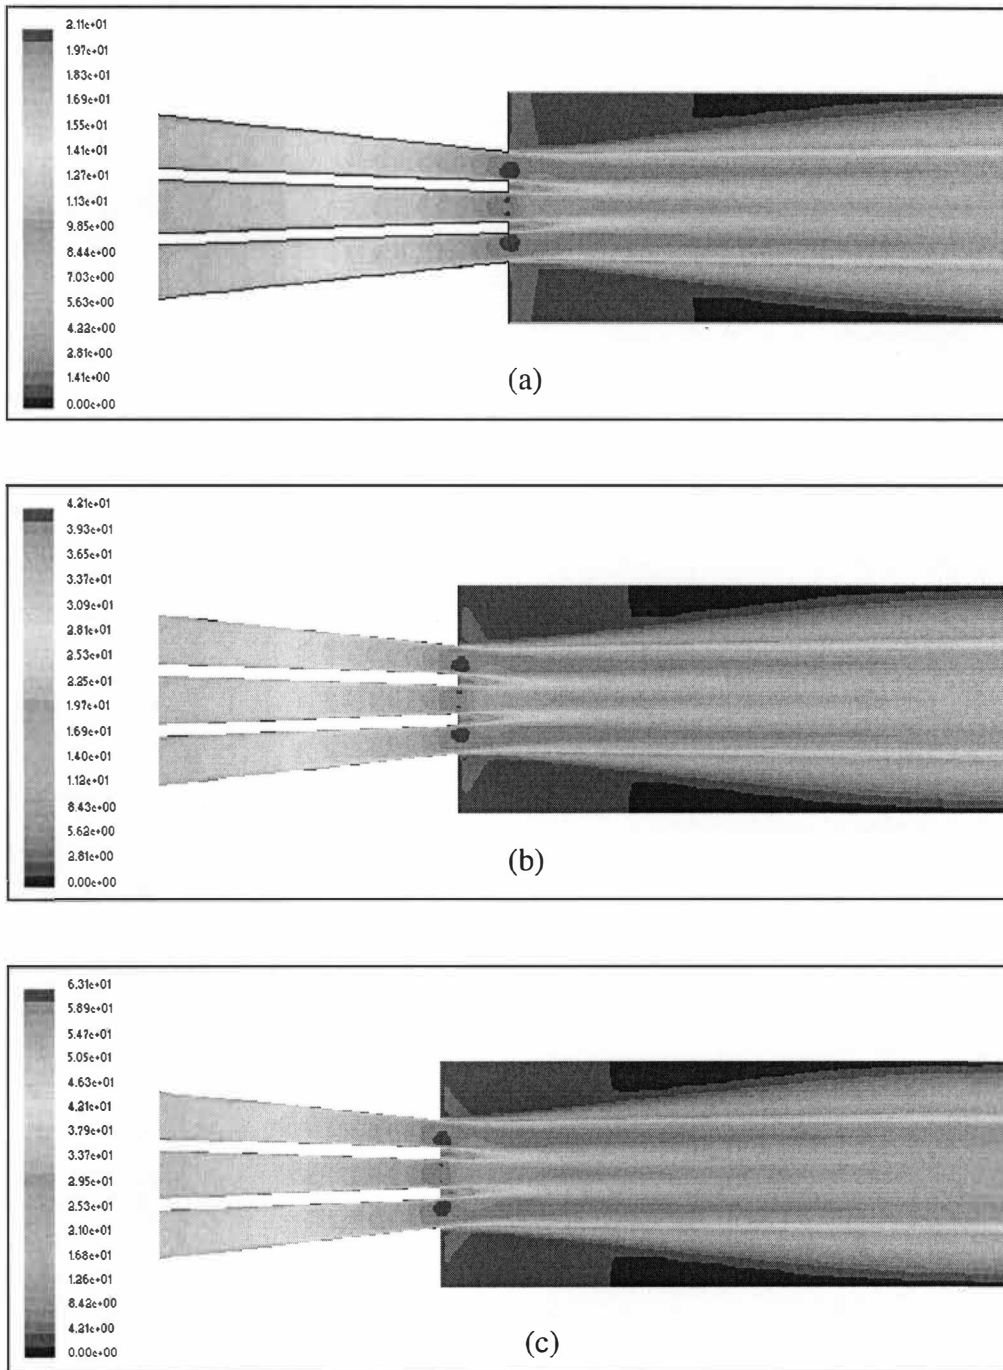 2.11e+01
1.97e+01
1.83e+01
1.69e+01
1.55e+01
1.41e+01
1.27e+01
1.13e+01
9.85e+00
8.44e+00
7.03e+00
5.63e+00
4.22e+00
2.81e+00
1.41e+00
0.00e+00
(a)
4.21e+01
3.93e+01
3.65e+01
3.37e+01
3.09e+01
2.81e+01
2.53e+01
2.25e+01
1.97e+01
1.69e+01
1.40e+01
1.12e+01
8.43e+00
5.62e+00
2.81e+00
0.00e+00
(b)
6.31e+01
5.89e+01
5.47e+01
5.05e+01
4.63e+01
4.21e+01
3.79e+01
3.37e+01
2.95e+01
2.53e+01
2.10e+01
1.68e+01
1.26e+01
8.42e+00
4.21e+00
0.00e+00
(c)